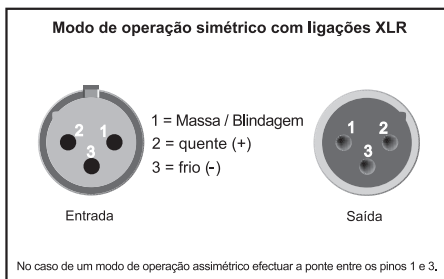 Modo de operação simétrico com ligações XLR
2 1
3
1 = Massa / Blindagem
2 = quente (+)
3 = frio (-)
1 2
3
Entrada
Saída
No caso de um modo de operação assimétrico efectuar a ponte entre os pinos 1 e 3.